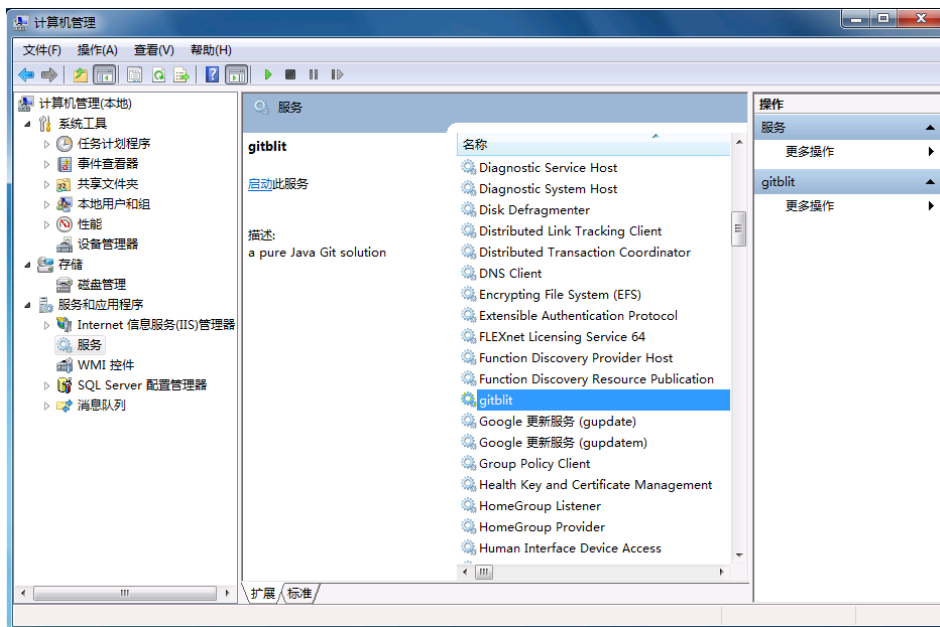 计算机管理
文件(F) 操作(A) 查看(V) 帮助(H)
计算机管理(本地)
系统工具
任务计划程序
事件查看器
共享文件夹
本地用户和组
性能
设备管理器
存储
磁盘管理
服务和应用程序
Internet 信息服务(IIS)管理器
服务
WMI 控件
SQL Server 配置管理器
消息队列
服务
gitblit
启动此服务
描述:
a pure Java Git solution
名称
Diagnostic Service Host
Diagnostic System Host
Disk Defragmenter
Distributed Link Tracking Client
Distributed Transaction Coordinator
DNS Client
Encrypting File System (EFS)
Extensible Authentication Protocol
FLEXnet Licensing Service 64
Function Discovery Provider Host
Function Discovery Resource Publication
gitblit
Google 更新服务 (gupdate)
Google 更新服务 (gupdatem)
Group Policy Client
Health Key and Certificate Management
HomeGroup Listener
HomeGroup Provider
Human Interface Device Access
扩展 标准
操作
服务
更多操作
gitblit
更多操作